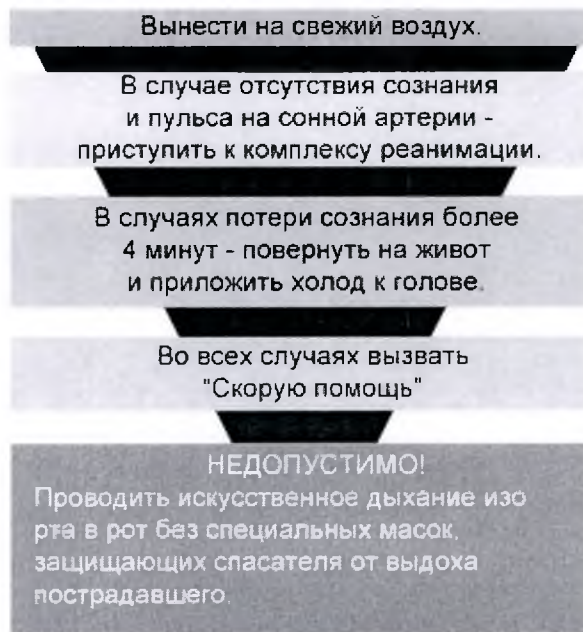 Вынести на свежий воздух.
В случае отсутствия сознания
и пульса на сонной артерии -
приступить к комплексу реанимации.
В случаях потери сознания более
4 минут - повернуть на живот
и приложить холод к голове.
Во всех случаях вызвать
"Скорую помощь"
НЕДОПУСТИМО!
Проводить искусственное дыхание изо
рта в рот без специальных масок,
защищающих спасателя от выдоха
пострадавшего.